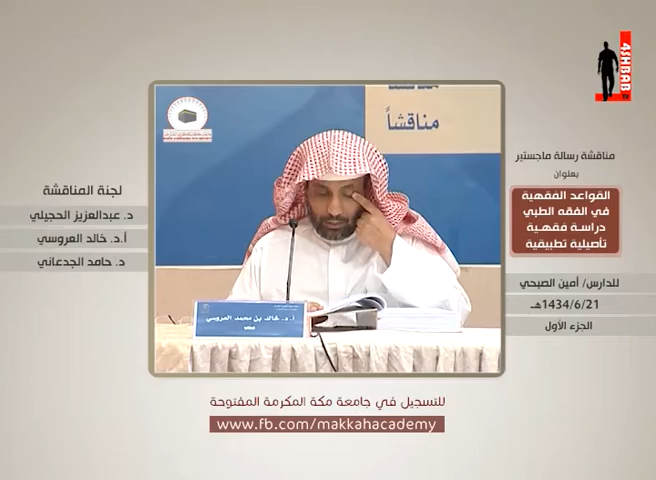 4SHBAB
TV
مناقشاً
مناقشة رسالة ماجستير
بعنوان
القواعد الفقهية
في الفقه الطبي
دراسة فقهية
تأصيلية تطبيقية
للدارس/ أمين الصبحي
1434/6/21هـ
الجزء الأول
لجنة المناقشة
د. عبدالعزيز الحجيلي
أ.د. خالد العروسي
د. حامد الجدعاني
أ.د. خالد بن محمد العروسي
للتسجيل في جامعة مكة المكرمة المفتوحة
www.fb.com/makkahacademy